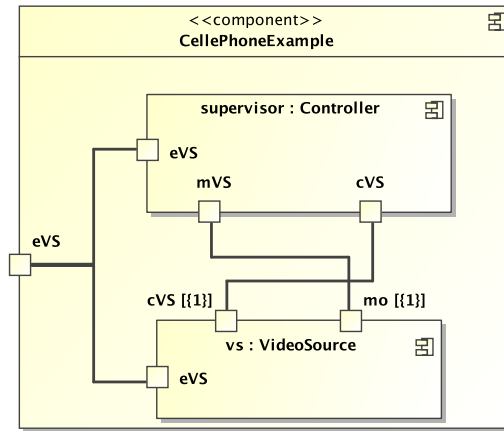 <<component>>
CellePhoneExample
supervisor : Controller
eVS
mVS
cVS
eVS
cVS [{1}]
mo [{1}]
vs : VideoSource
eVS